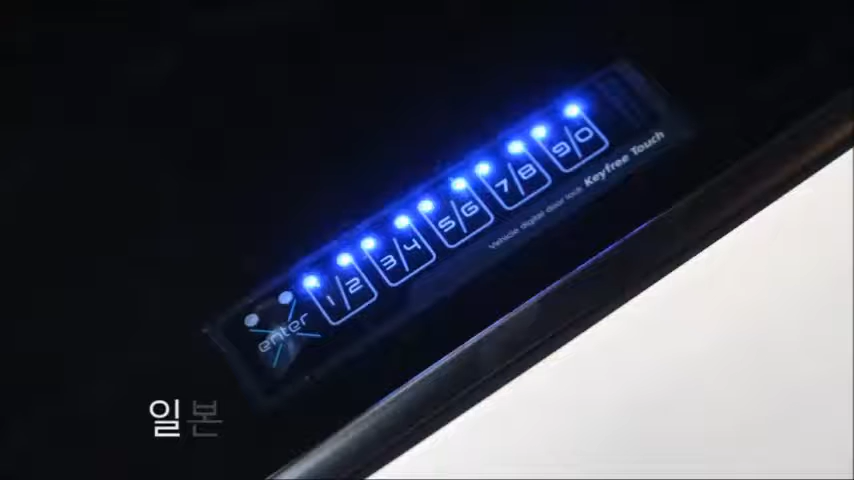 enter 1/2 3/4 5/6 7/8 9/0
Vehicle digital door lock Keyfree Touch
일본